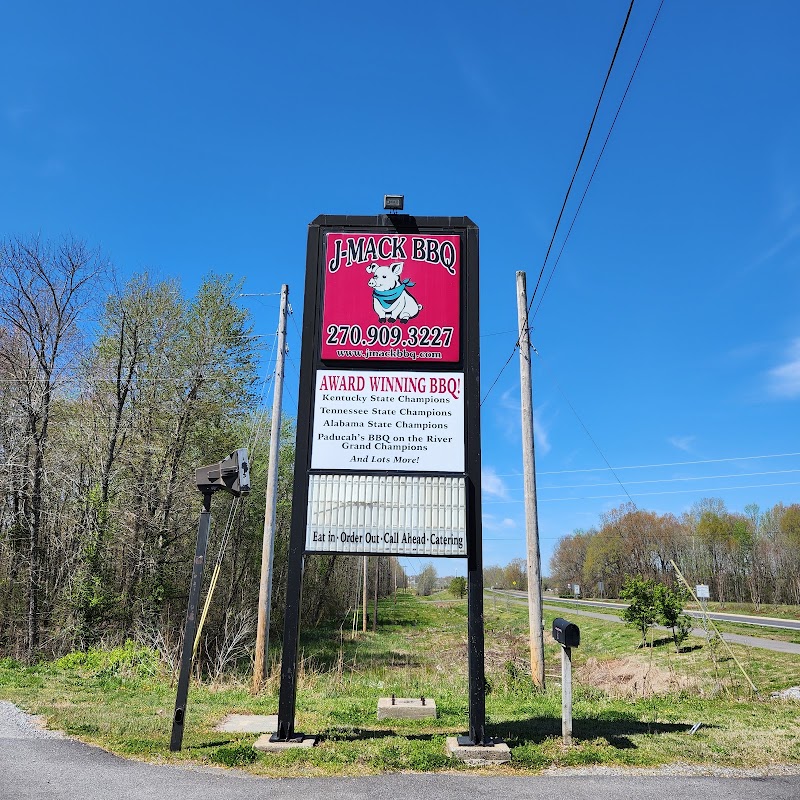 J-MACK BBQ
270.909.3227
www.jmackbbq.com
AWARD WINNING BBQ!
Kentucky State Champions
Tennessee State Champions
Alabama State Champions
Paducah's BBQ on the River
Grand Champions
And Lots More!
Eat in · Order Out · Call Ahead · Catering